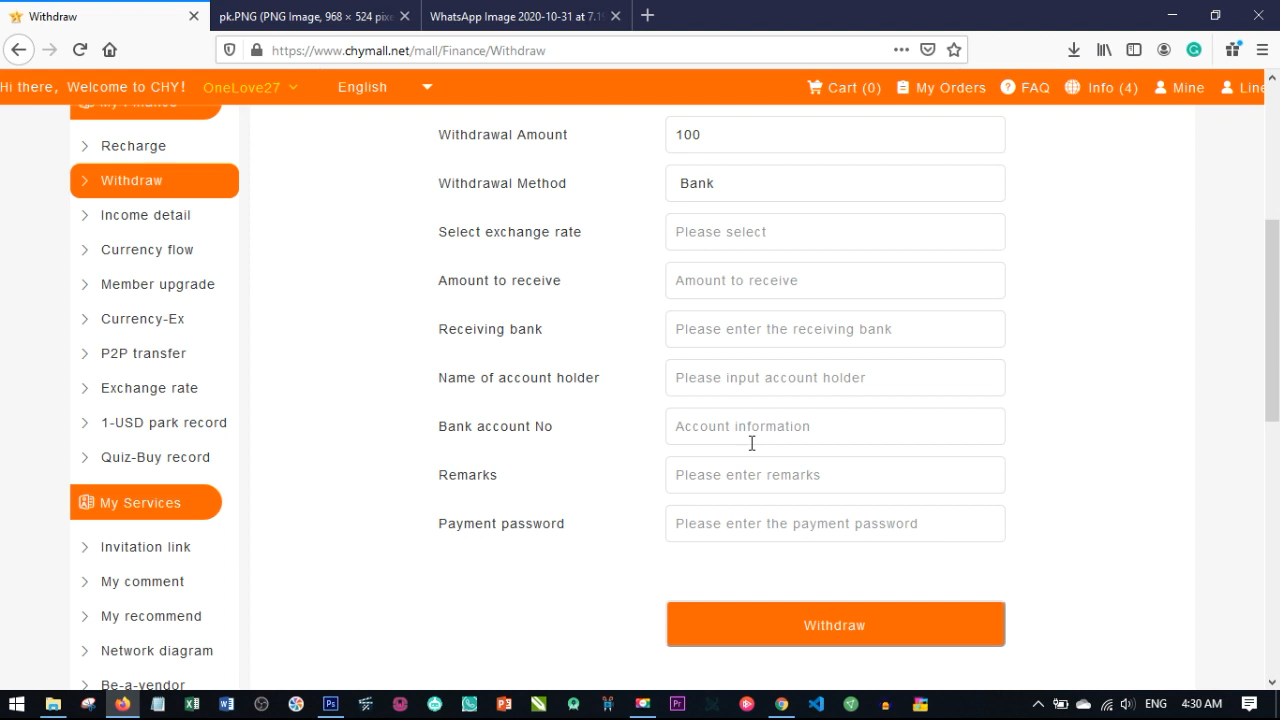 Withdraw
pk.PNG (PNG Image, 968 × 524 pixe
WhatsApp Image 2020-10-31 at 7.1
https://www.chymall.net/mall/Finance/Withdraw
Hi there, Welcome to CHY!
OneLove27
English
Cart (0)
My Orders
FAQ
Info (4)
Mine
Line
My Finance
Recharge
Withdraw
Income detail
Currency flow
Member upgrade
Currency-Ex
P2P transfer
Exchange rate
1-USD park record
Quiz-Buy record
My Services
Invitation link
My comment
My recommend
Network diagram
Be-a-vendor
Withdrawal Amount
100
Withdrawal Method
Bank
Select exchange rate
Please select
Amount to receive
Amount to receive
Receiving bank
Please enter the receiving bank
Name of account holder
Please input account holder
Bank account No
Account information
Remarks
Please enter remarks
Payment password
Please enter the payment password
Withdraw
ENG
4:30 AM